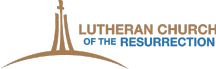 LUTHERAN CHURCH
OF THE RESURRECTION